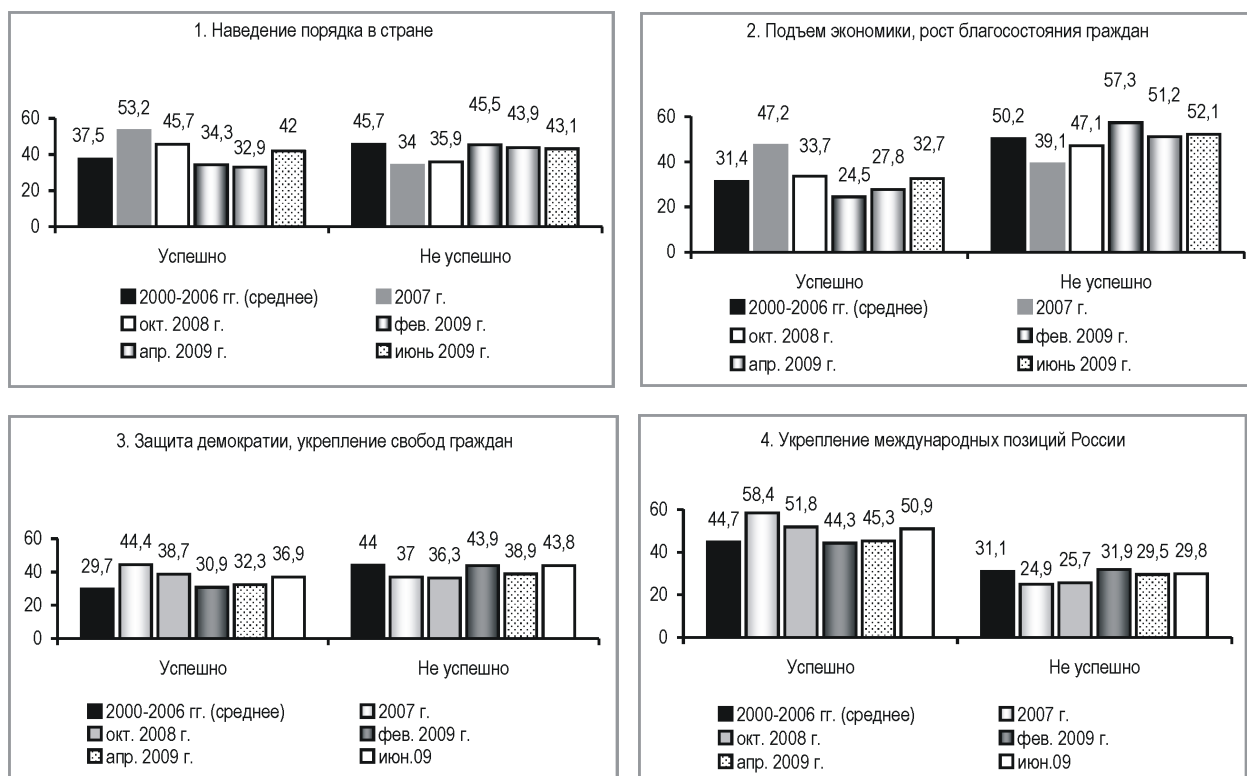 1. Наведение порядка в стране
60
40
20
0
37,5
53,2
45,7
34,3
32,9
42
45,7
34
35,9
45,5
43,9
43,1
Успешно
Не успешно
2000-2006 гг. (среднее)
2007 г.
окт. 2008 г.
фев. 2009 г.
апр. 2009 г.
июнь 2009 г.
2. Подъем экономики, рост благосостояния граждан
60
40
20
0
31,4
47,2
33,7
24,5
27,8
32,7
50,2
39,1
47,1
57,3
51,2
52,1
Успешно
Не успешно
2000-2006 гг. (среднее)
2007 г.
окт. 2008 г.
фев. 2009 г.
апр. 2009 г.
июнь 2009 г.
3. Защита демократии, укрепление свобод граждан
60
40
20
0
29,7
44,4
38,7
30,9
32,3
36,9
44
37
36,3
43,9
38,9
43,8
Успешно
Не успешно
2000-2006 гг. (среднее)
2007 г.
окт. 2008 г.
фев. 2009 г.
апр. 2009 г.
июн.09
4. Укрепление международных позиций России
60
40
20
0
44,7
58,4
51,8
44,3
45,3
50,9
31,1
24,9
25,7
31,9
29,5
29,8
Успешно
Не успешно
2000-2006 гг. (среднее)
2007 г.
окт. 2008 г.
фев. 2009 г.
апр. 2009 г.
июн.09